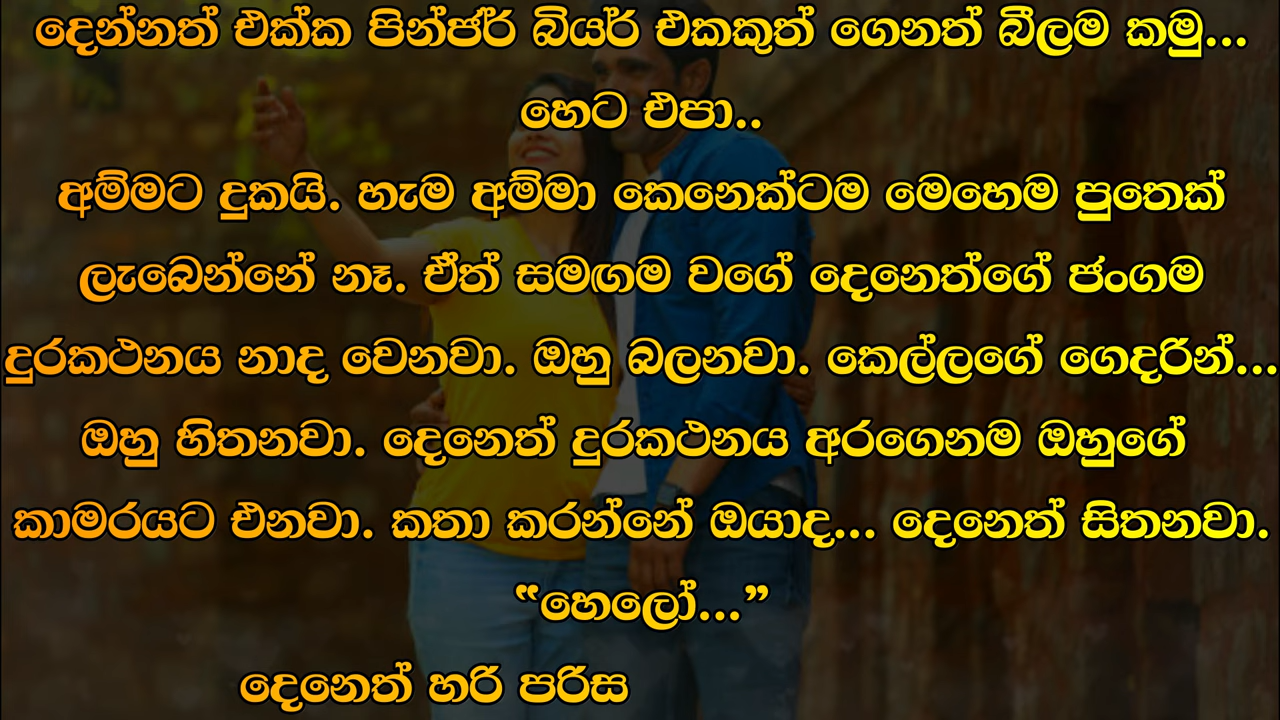 දෙන්නත් එක්ක පින්ජර් බියර් එකකුත් ගෙනත් බීලම කමු...
හෙට එපා..
අම්මට දුකයි. හැම අම්මා කෙනෙක්ටම මෙහෙම පුතෙක්
ලැබෙන්නේ නෑ. ඒත් සමඟම වගේ දෙනෙත්ගේ ජංගම
දුරකථනය නාද වෙනවා. ඔහු බලනවා. කෙල්ලගේ ගෙදරින්...
ඔහු හිතනවා. දෙනෙත් දුරකථනය අරගෙනම ඔහුගේ
කාමරයට එනවා. කතා කරන්නේ ඔයාද... දෙනෙත් සිතනවා.
“හෙලෝ...”
දෙනෙත් හරි පරිස